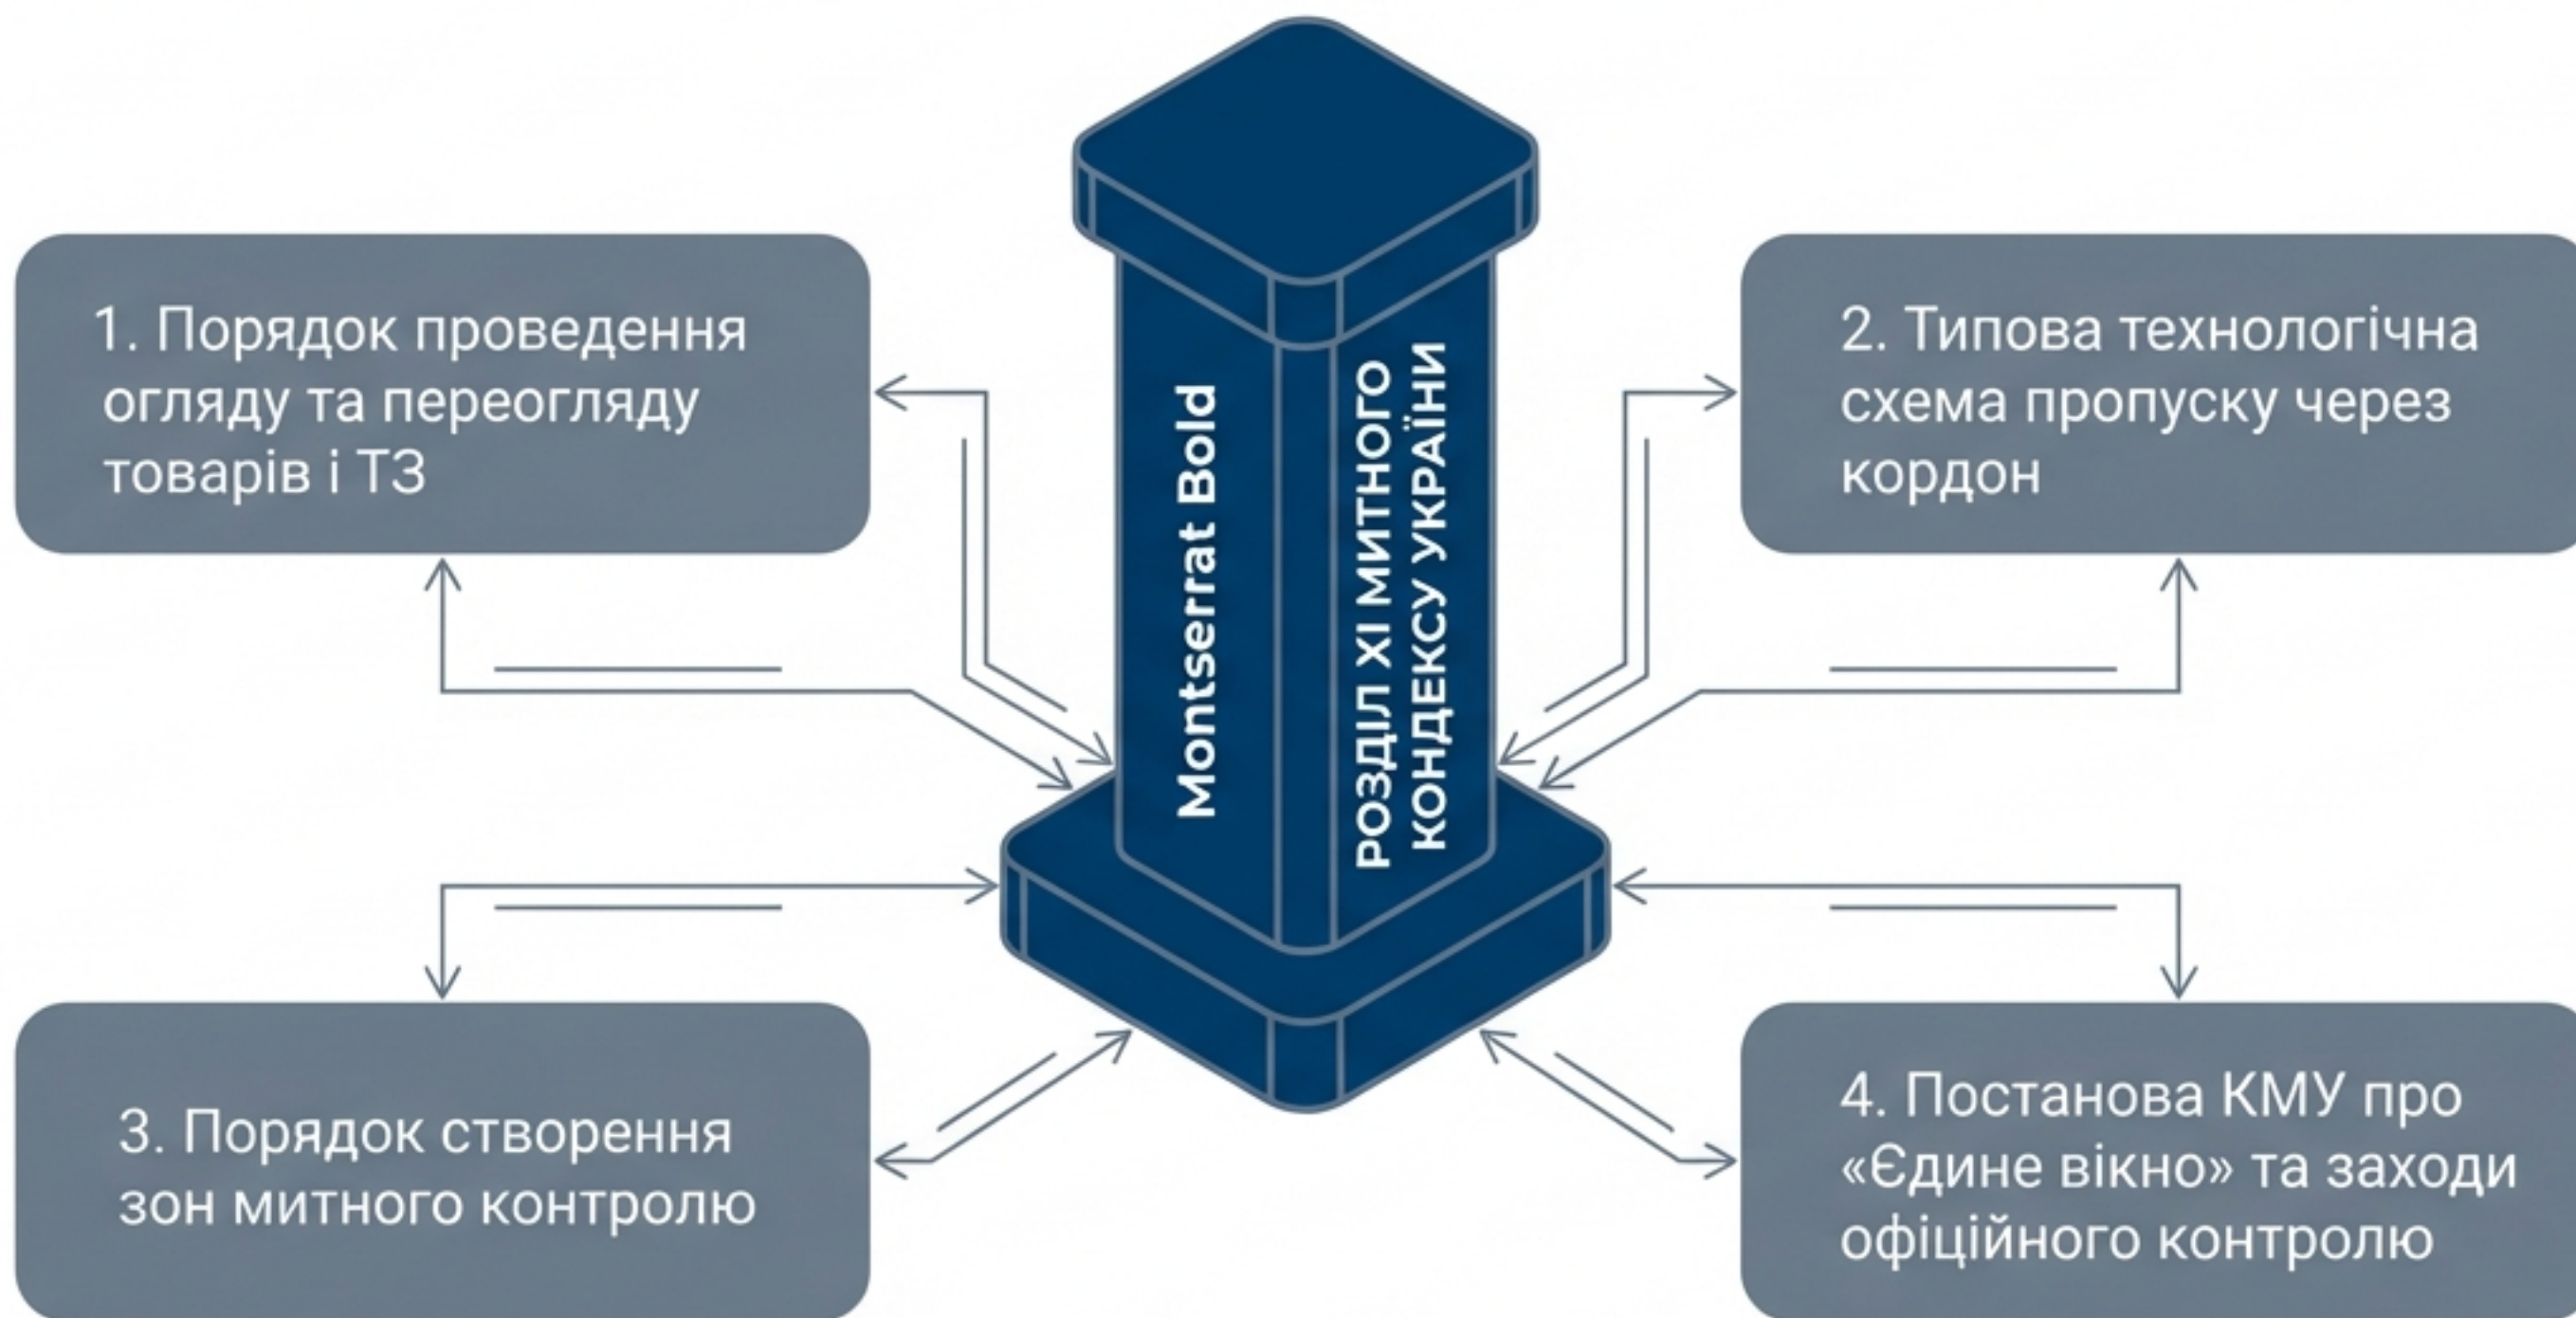 1. Порядок проведення
огляду та переогляду
товарів і ТЗ
Montserrat Bold
РОЗДІЛ XI МИТНОГО
КОНДЕКСУ УКРАЇНИ
2. Типова технологічна
схема пропуску через
кордон
3. Порядок створення
зон митного контролю
4. Постанова КМУ про
«Єдине вікно» та заходи
офіційного контролю